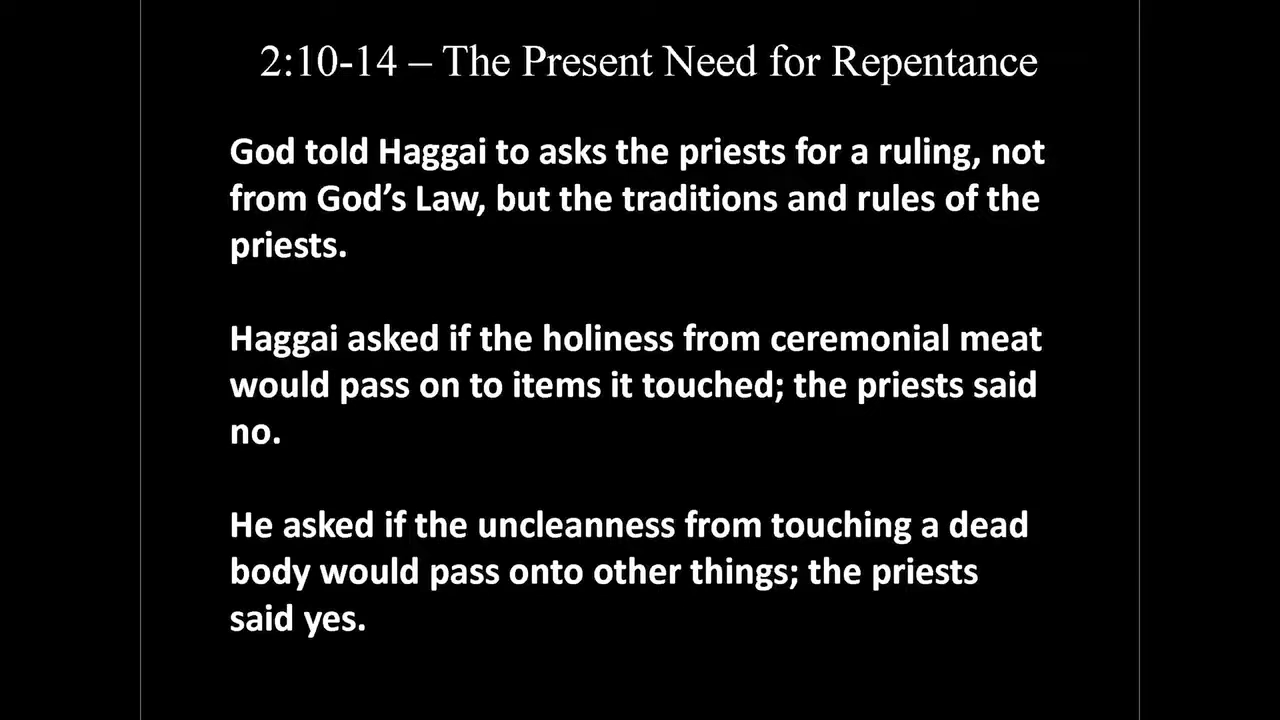 2:10-14 – The Present Need for Repentance
God told Haggai to asks the priests for a ruling, not
from God’s Law, but the traditions and rules of the
priests.
Haggai asked if the holiness from ceremonial meat
would pass on to items it touched; the priests said
no.
He asked if the uncleanness from touching a dead
body would pass onto other things; the priests
said yes.